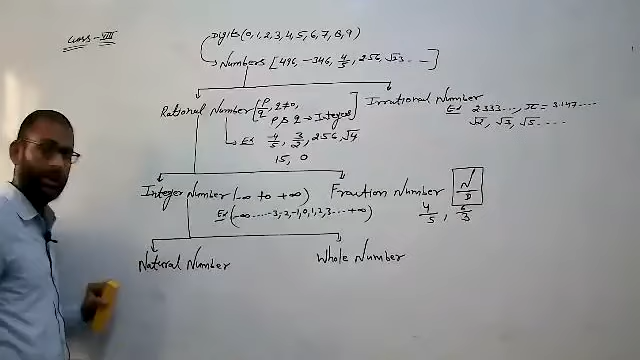 Class-VIII
Digits (0, 1, 2, 3, 4, 5, 6, 7, 8, 9)
Numbers [496, -346, 4/5, 256, √23 ... ]
Rational Number [p/q, q≠0, p & q → Integer]
Irrational Number
Ex 2.333..., π = 3.147...
√2, √3, √5 .....
Ex 4/5, 3/2, 256, √4
15, 0
Integer Number (-∞ to +∞)
Fraction Number N/D
Ex (-∞ ..... -3, -2, -1, 0, 1, 2, 3 ... +∞)
4/5, 6/3
Natural Number
Whole Number